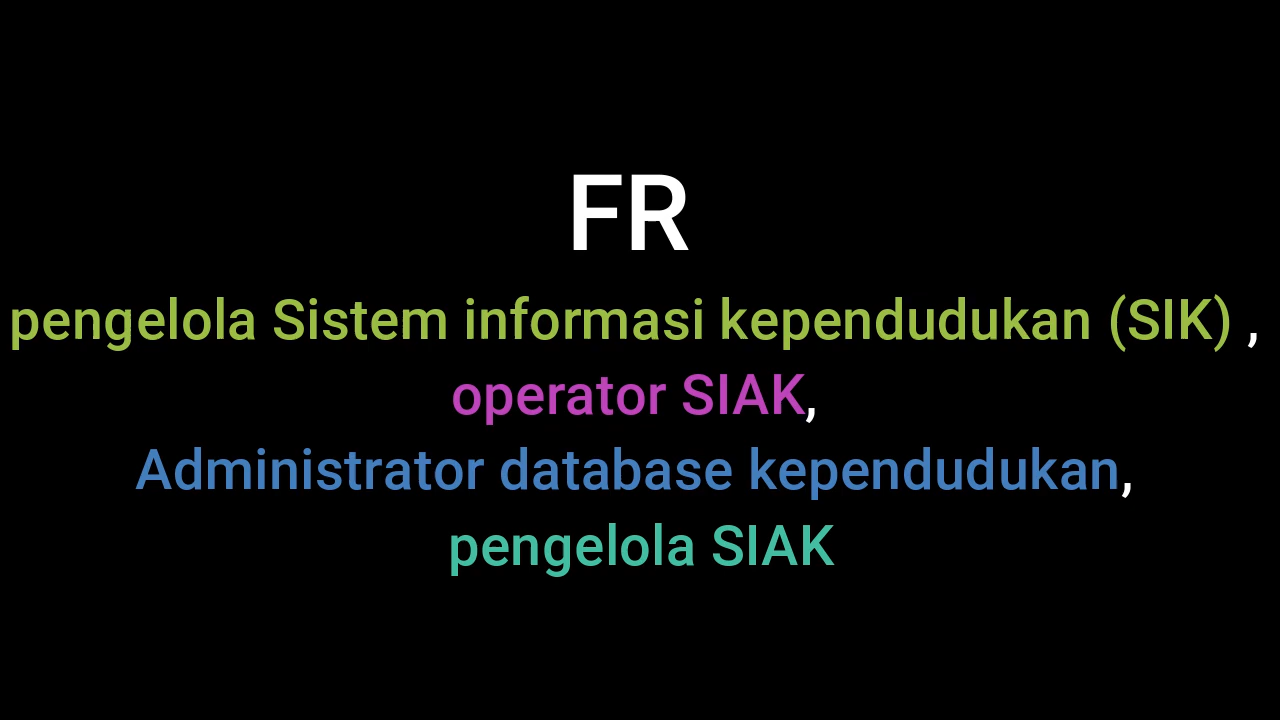 FR
pengelola Sistem informasi kependudukan (SIK) ,
operator SIAK,
Administrator database kependudukan,
pengelola SIAK